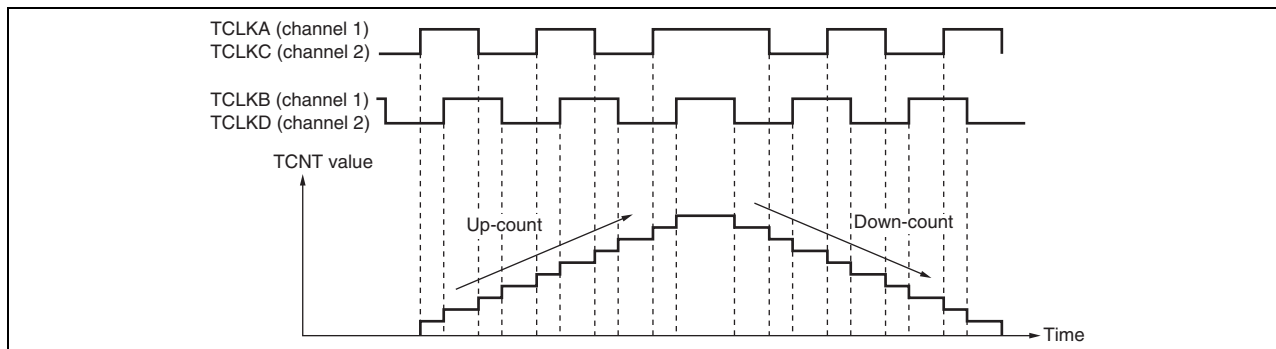 TCLKA (channel 1)
TCLKC (channel 2)
TCLKB (channel 1)
TCLKD (channel 2)
TCNT value
Up-count
Down-count
Time